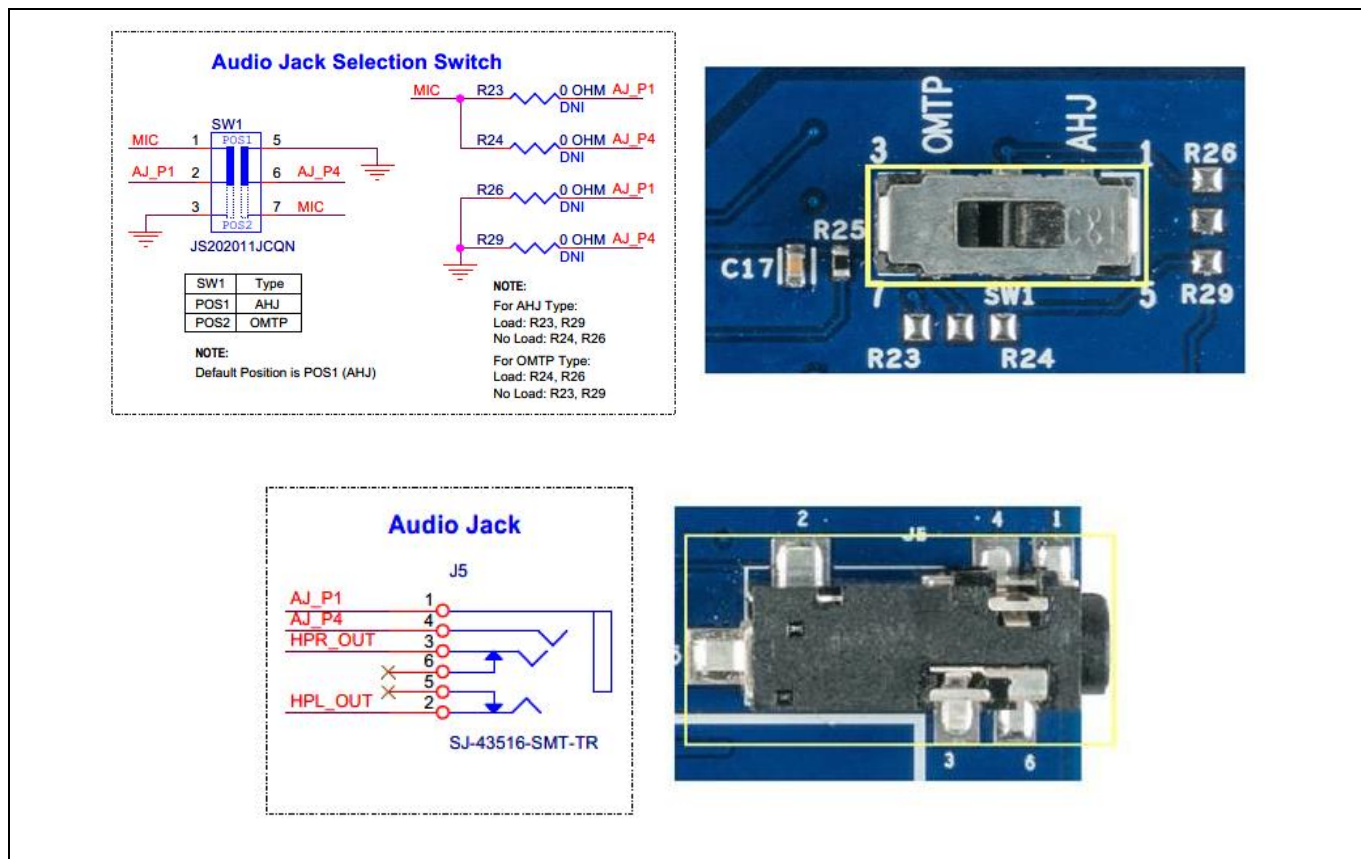 Audio Jack Selection Switch
SW1
POS1
MIC 1 5
AJ_P1 2 6 AJ_P4
3 7 MIC
POS2
JS202011JCQN
SW1 Type
POS1 AHJ
POS2 OMTP
NOTE:
Default Position is POS1 (AHJ)
MIC R23 0 OHM AJ_P1
DNI
R24 0 OHM AJ_P4
DNI
R26 0 OHM AJ_P1
DNI
R29 0 OHM AJ_P4
DNI
NOTE:
For AHJ Type:
Load: R23, R29
No Load: R24, R26
For OMTP Type:
Load: R24, R26
No Load: R23, R29
OMTP
AHJ
3 1
R26
R25
C17
7 SW1 5
R29
R23 R24
Audio Jack
J5
AJ_P1 1
AJ_P4 4
HPR_OUT 3
6
5
HPL_OUT 2
SJ-43516-SMT-TR
2 4 1
J5
3 6